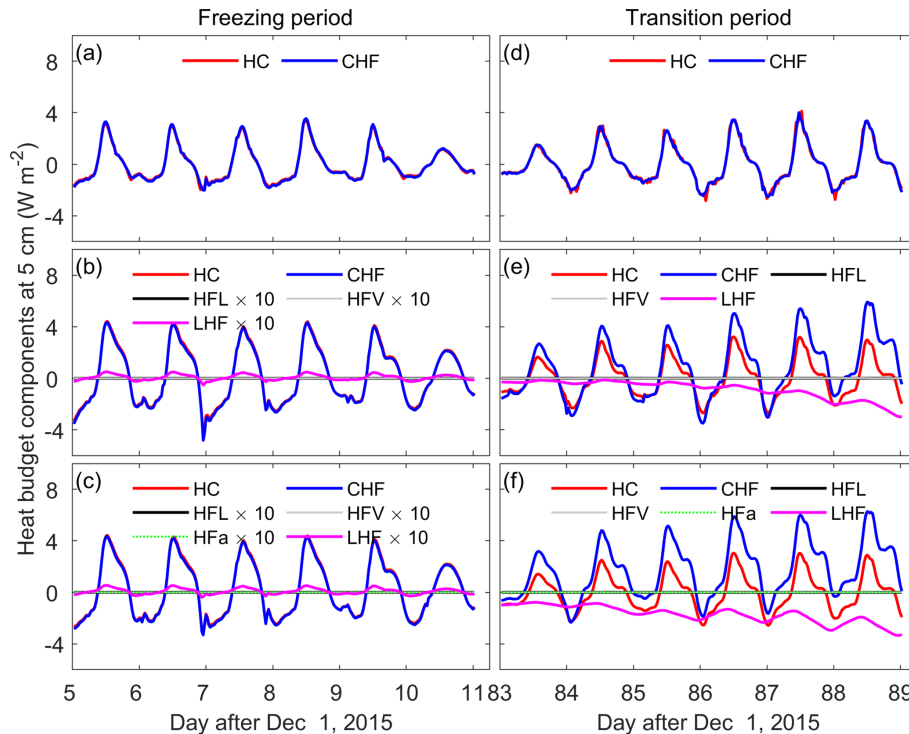 Freezing period
Transition period
Heat budget components at 5 cm (W m-2)
(a)
HC CHF
8
4
0
-4
(d)
HC CHF
(b)
HC CHF
HFL × 10 HFV × 10
LHF × 10
8
4
0
-4
(e)
HC CHF HFL
HFV LHF
(c)
HC CHF
HFL × 10 HFV × 10
HFa × 10 LHF × 10
8
4
0
-4
5 6 7 8 9 10 11
Day after Dec 1, 2015
(f)
HC CHF HFL
HFV HFa LHF
83 84 85 86 87 88 89
Day after Dec 1, 2015